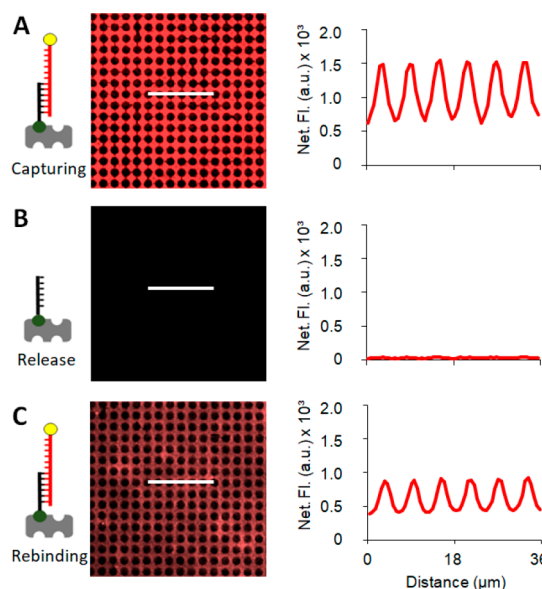 A
Capturing
Net. Fl. (a.u.) x 10³
2.0
1.5
1.0
0.5
0
B
Release
Net. Fl. (a.u.) x 10³
2.0
1.5
1.0
0.5
0
C
Rebinding
Net. Fl. (a.u.) x 10³
2.0
1.5
1.0
0.5
0
0 18 36
Distance (µm)